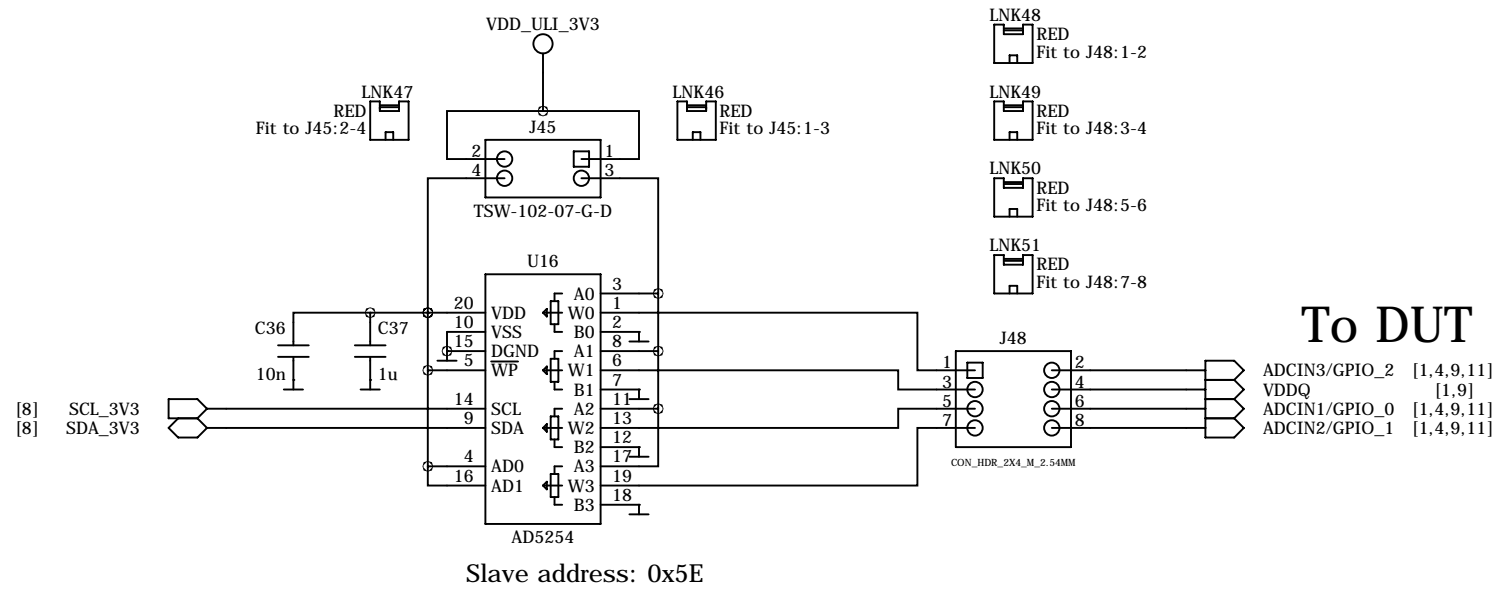 VDD_ULI_3V3
LNK48
RED
Fit to J48:1-2
LNK47
RED
Fit to J45:2-4
LNK46
RED
Fit to J45:1-3
LNK49
RED
Fit to J48:3-4
J45
2 1
4 3
TSW-102-07-G-D
LNK50
RED
Fit to J48:5-6
LNK51
RED
Fit to J48:7-8
U16
20 VDD
10 VSS
15 DGND
5 WP
14 SCL
9 SDA
4 AD0
16 AD1
A0 3
W0 1
B0 2
A1 8
W1 6
B1 7
A2 11
W2 13
B2 12
A3 17
W3 19
B3 18
AD5254
C36
10n
C37
1u
[8] SCL_3V3
[8] SDA_3V3
To DUT
J48
1 2
3 4
5 6
7 8
CON_HDR_2X4_M_2.54MM
ADCIN3/GPIO_2 [1,4,9,11]
VDDQ [1,9]
ADCIN1/GPIO_0 [1,4,9,11]
ADCIN2/GPIO_1 [1,4,9,11]
Slave address: 0x5E